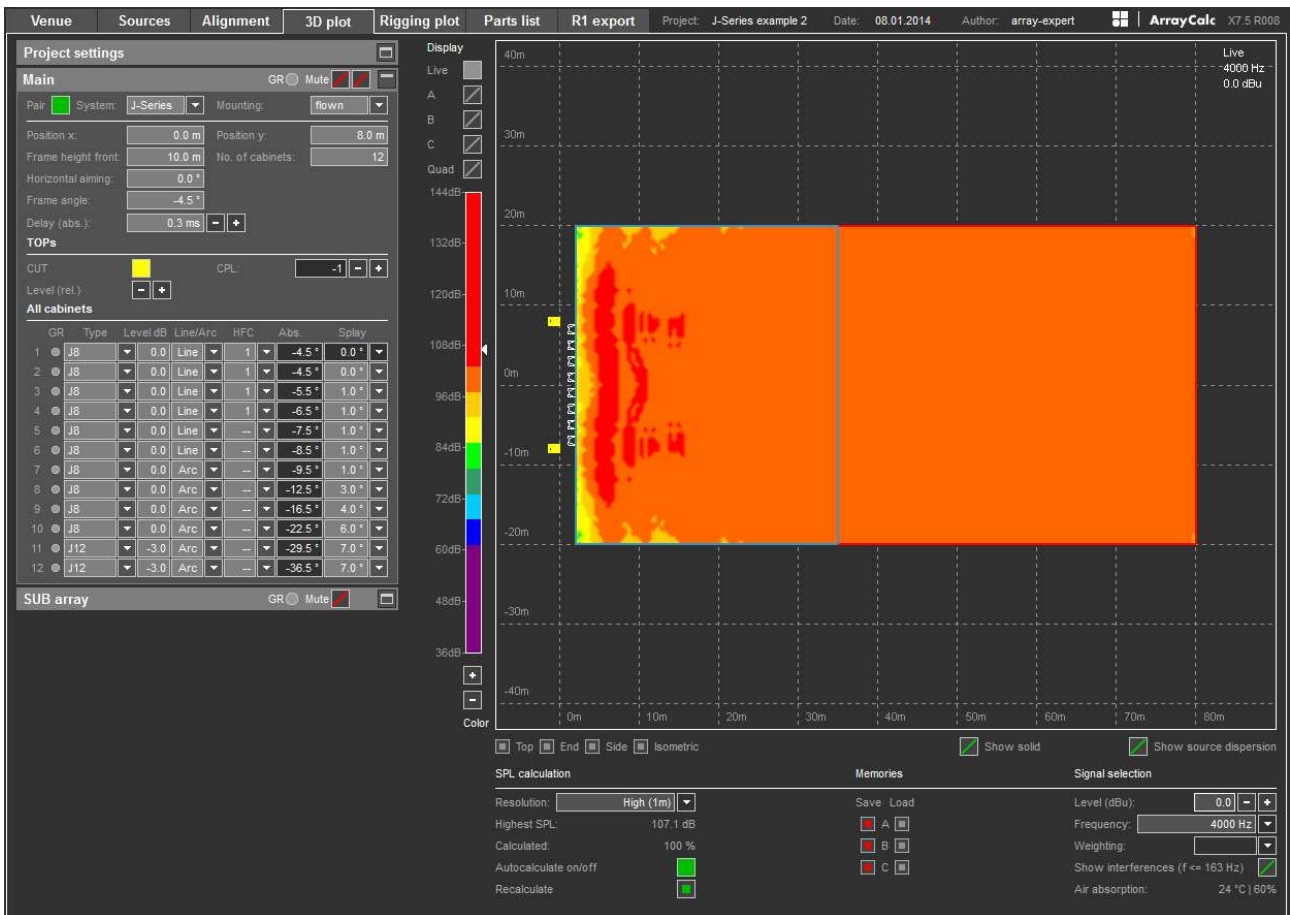 Venue Sources Alignment 3D plot Rigging plot Parts list R1 export Project: J-Series example 2 Date: 08.01.2014 Author: array-expert ArrayCalc X7.5 R008
Project settings
Main GR Mute
Pair System: J-Series Mounting: flown
Position x: 0.0 m Position y: 8.0 m
Frame height front: 10.0 m No. of cabinets: 12
Horizontal aiming: 0.0 °
Frame angle: -4.5 °
Delay (abs.): 0.3 ms - +
TOPs
CUT CPL: -1 - +
Level (rel.) - +
All cabinets
GR Type Level dB Line/Arc HFC Abs. Splay
1 J8 0.0 Line 1 -4.5 ° 0.0 °
2 J8 0.0 Line 1 -4.5 ° 0.0 °
3 J8 0.0 Line 1 -5.5 ° 1.0 °
4 J8 0.0 Line 1 -6.5 ° 1.0 °
5 J8 0.0 Line -- -7.5 ° 1.0 °
6 J8 0.0 Line -- -8.5 ° 1.0 °
7 J8 0.0 Arc -- -9.5 ° 1.0 °
8 J8 0.0 Arc -- -12.5 ° 3.0 °
9 J8 0.0 Arc -- -16.5 ° 4.0 °
10 J8 0.0 Arc -- -22.5 ° 6.0 °
11 J12 -3.0 Arc -- -29.5 ° 7.0 °
12 J12 -3.0 Arc -- -36.5 ° 7.0 °
SUB array GR Mute
Display
Live
A
B
C
Quad
144dB
132dB
120dB
108dB
96dB
84dB
72dB
60dB
48dB
36dB
+
-
Color
Live
4000 Hz
0.0 dBu
40m
30m
20m
10m
0m
-10m
-20m
-30m
-40m
0m 10m 20m 30m 40m 50m 60m 70m 80m
Top End Side Isometric Show solid Show source dispersion
SPL calculation
Resolution: High (1m)
Highest SPL: 107.1 dB
Calculated: 100 %
Autocalculate on/off
Recalculate
Memories
Save Load
A
B
C
Signal selection
Level (dBu): 0.0 - +
Frequency: 4000 Hz
Weighting:
Show interferences (f <= 163 Hz)
Air absorption: 24 °C | 60%